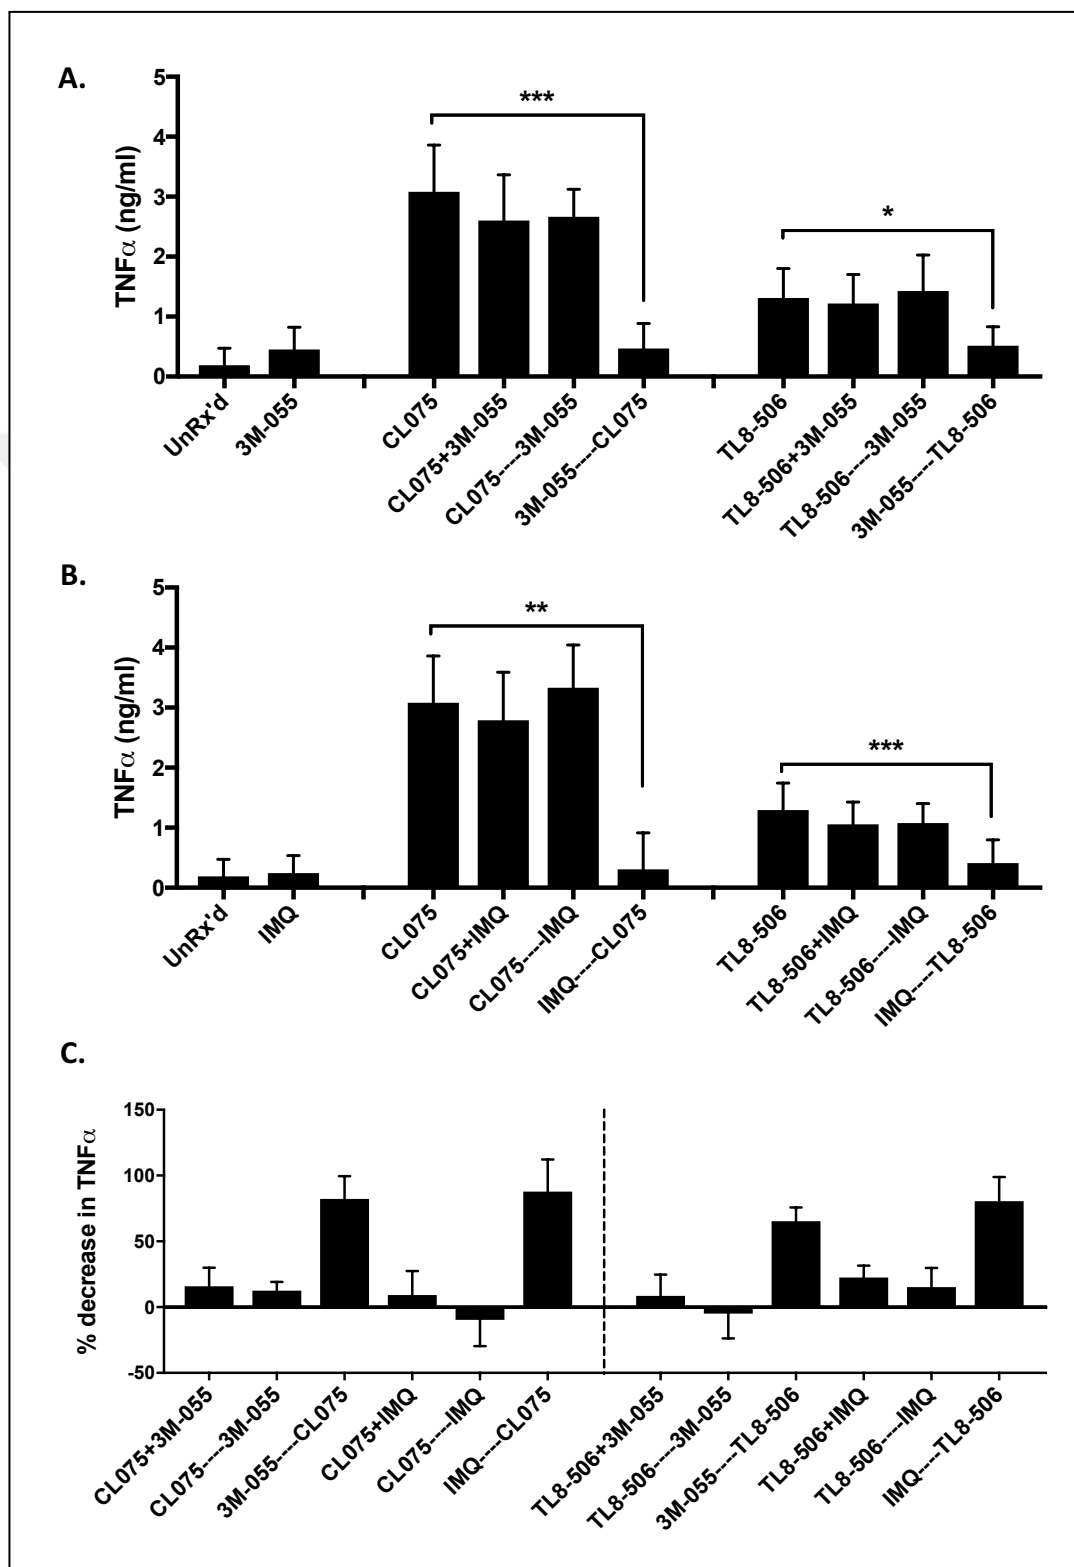 A.
TNFα (ng/ml)
5
4
3
2
1
0
***
*
UnRx'd
3M-055
CL075
CL075+3M-055
CL075----3M-055
3M-055----CL075
TL8-506
TL8-506+3M-055
TL8-506----3M-055
3M-055----TL8-506
B.
TNFα (ng/ml)
5
4
3
2
1
0
**
***
UnRx'd
IMQ
CL075
CL075+IMQ
CL075----IMQ
IMQ----CL075
TL8-506
TL8-506+IMQ
TL8-506----IMQ
IMQ----TL8-506
C.
% decrease in TNFα
150
100
50
0
-50
CL075+3M-055
CL075----3M-055
3M-055----CL075
CL075+IMQ
CL075----IMQ
IMQ----CL075
TL8-506+3M-055
TL8-506----3M-055
3M-055----TL8-506
TL8-506+IMQ
TL8-506----IMQ
IMQ----TL8-506